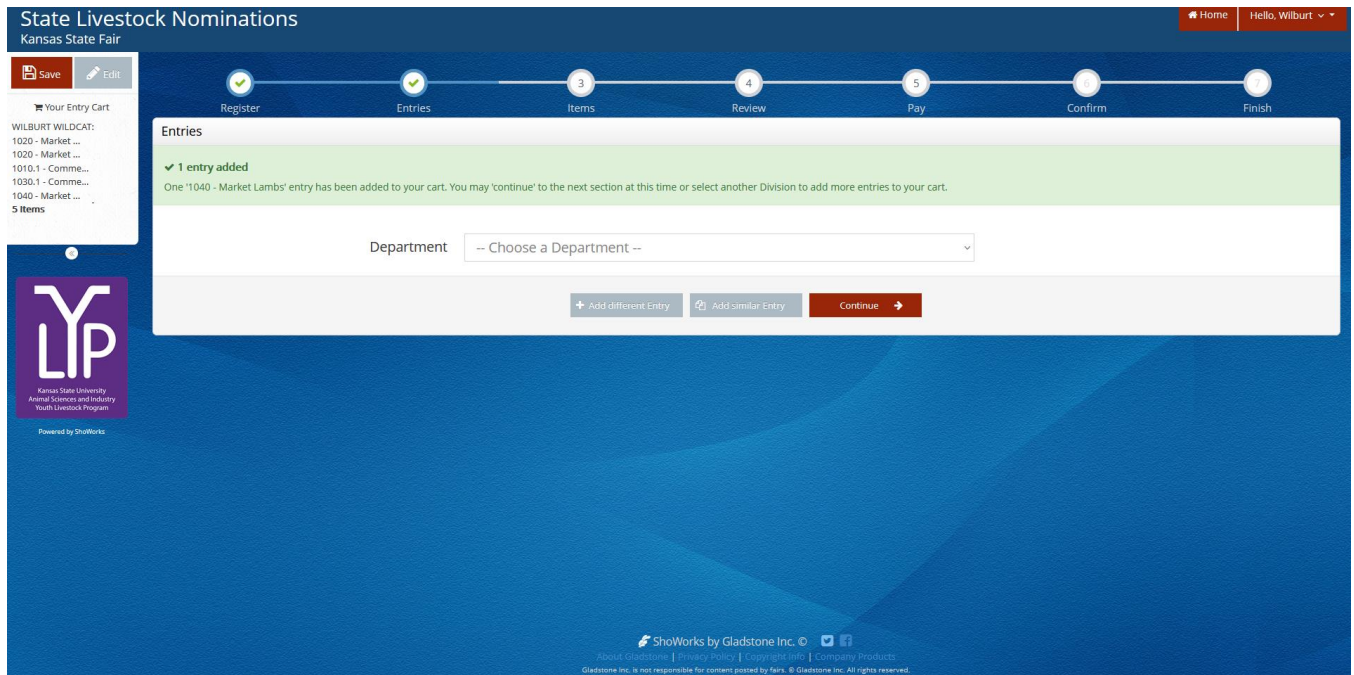 State Livestock Nominations
Kansas State Fair
Home
Hello, Wilburt
Save
Edit
Your Entry Cart
WILBURT WILDCAT:
1020 - Market ...
1020 - Market ...
1010.1 - Comme...
1030.1 - Comme...
1040 - Market ...
5 Items
3
4
5
6
7
Register
Entries
Items
Review
Pay
Confirm
Finish
Entries
1 entry added
One '1040 - Market Lambs' entry has been added to your cart. You may 'continue' to the next section at this time or select another Division to add more entries to your cart.
Department
-- Choose a Department --
Add different Entry
Add similar Entry
Continue
YLP
Kansas State University
Animal Sciences and Industry
Youth Livestock Program
Powered by ShoWorks
ShoWorks by Gladstone Inc. ©
About Gladstone | Privacy Policy | Copyright Info | Company Products
Gladstone Inc. is not responsible for content posted by fairs. © Gladstone Inc. All rights reserved.